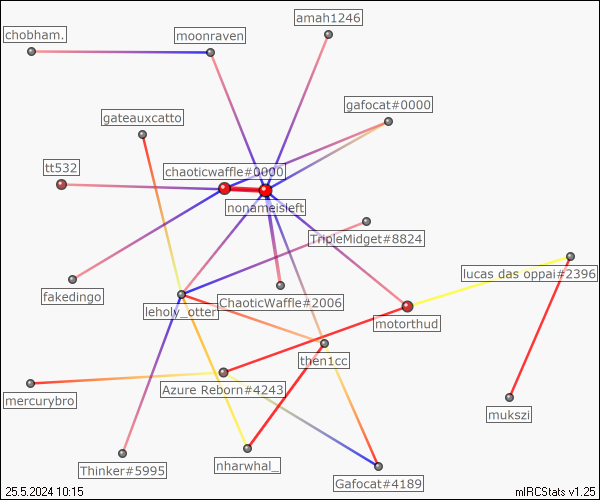 amah1246
chobham.
moonraven
gafocat#0000
gateauxcatto
tt532
chaoticwaffle#0000
nonameisleft
TripleMidget#8824
lucas das oppai#2396
fakedingo
ChaoticWaffle#2006
leholy_otter
motorthud
then1cc
Azure Reborn#4243
mercurybro
mukszi
Thinker#5995
nharwhal_
Gafocat#4189
25.5.2024 10:15
mIRCStats v1.25